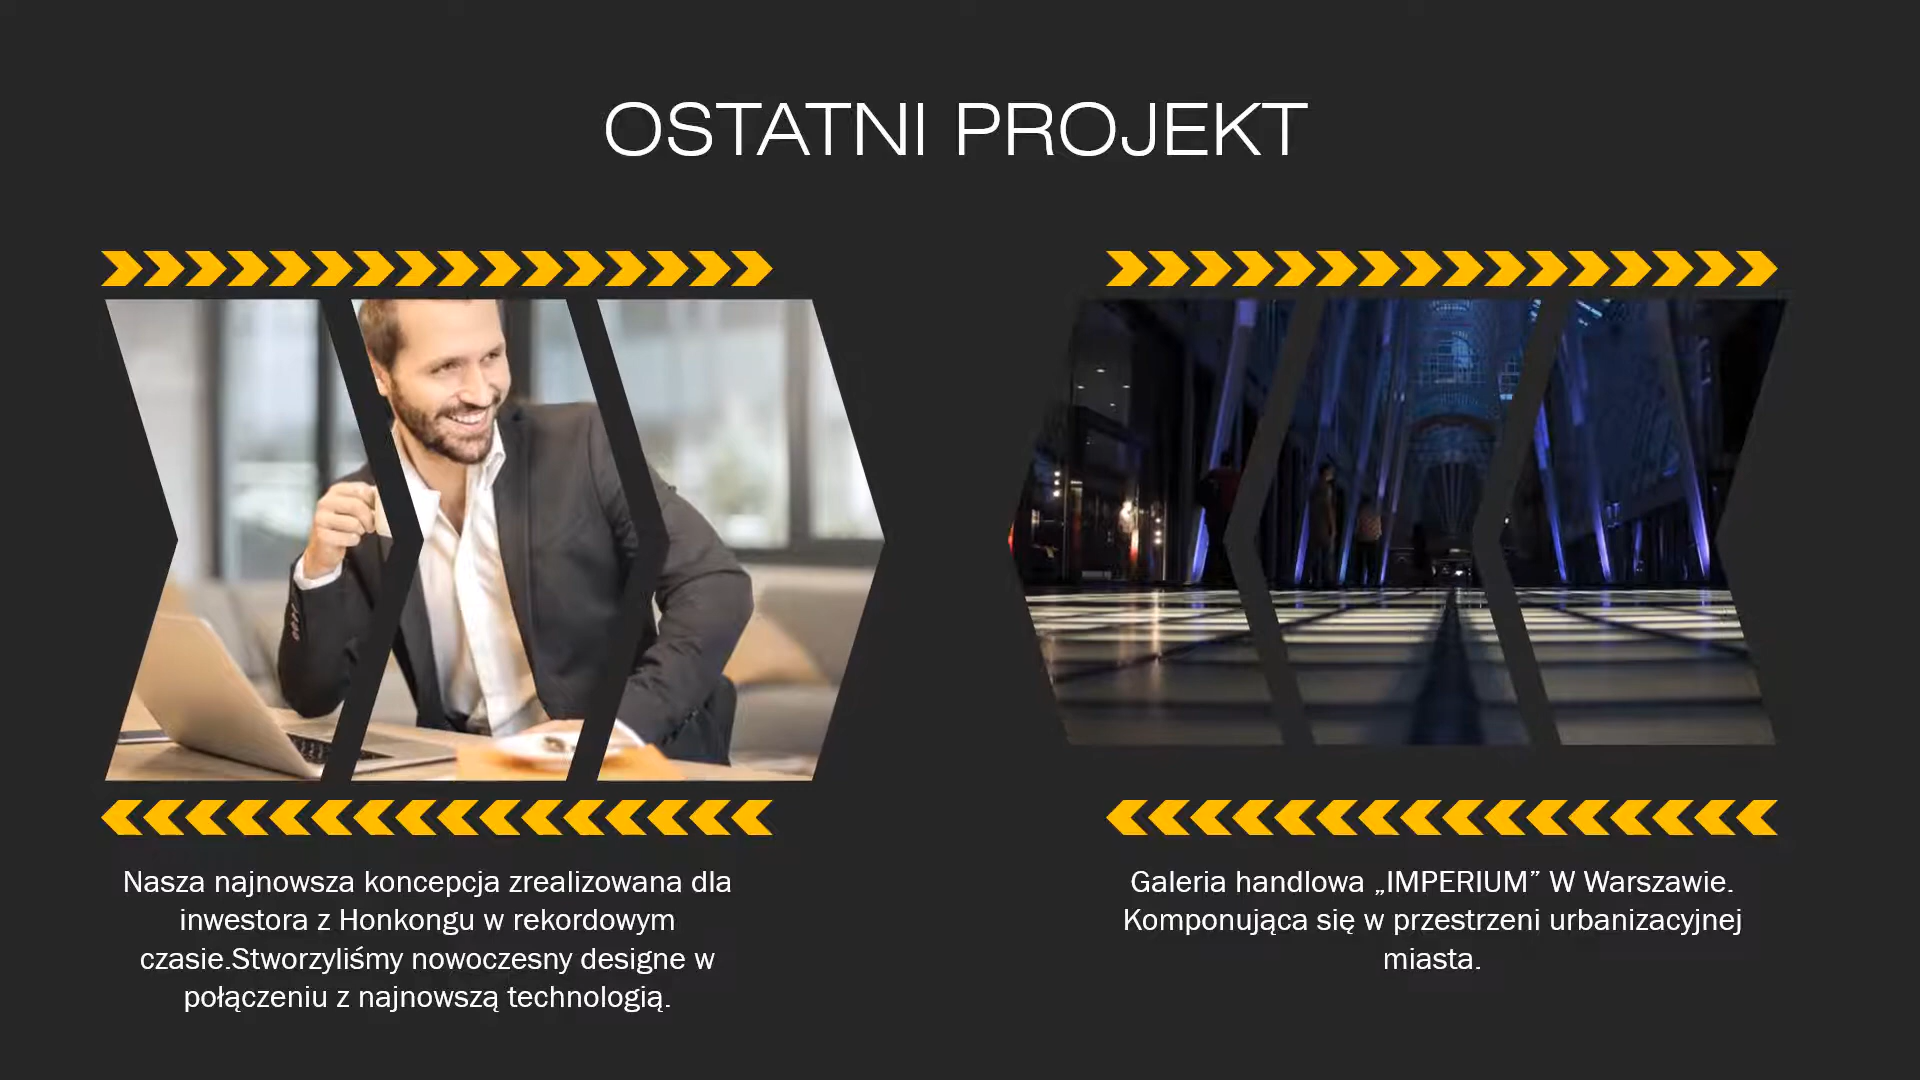 OSTATNI PROJEKT
Nasza najnowsza koncepcja zrealizowana dla
inwestora z Honkongu w rekordowym
czasie.Stworzyliśmy nowoczesny designe w
połączeniu z najnowszą technologią.
Galeria handlowa „IMPERIUM” W Warszawie.
Komponująca się w przestrzeni urbanizacyjnej
miasta.